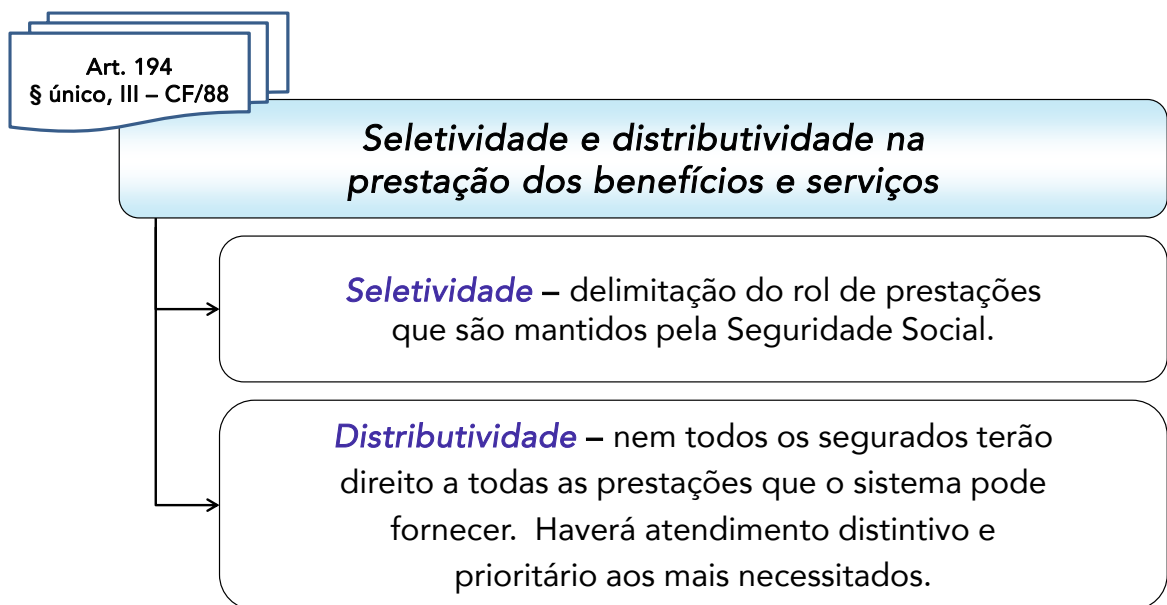 Art. 194
§ único, III – CF/88
Seletividade e distributividade na
prestação dos benefícios e serviços
Seletividade – delimitação do rol de prestações
que são mantidos pela Seguridade Social.
Distributividade – nem todos os segurados terão
direito a todas as prestações que o sistema pode
fornecer.  Haverá atendimento distintivo e
prioritário aos mais necessitados.